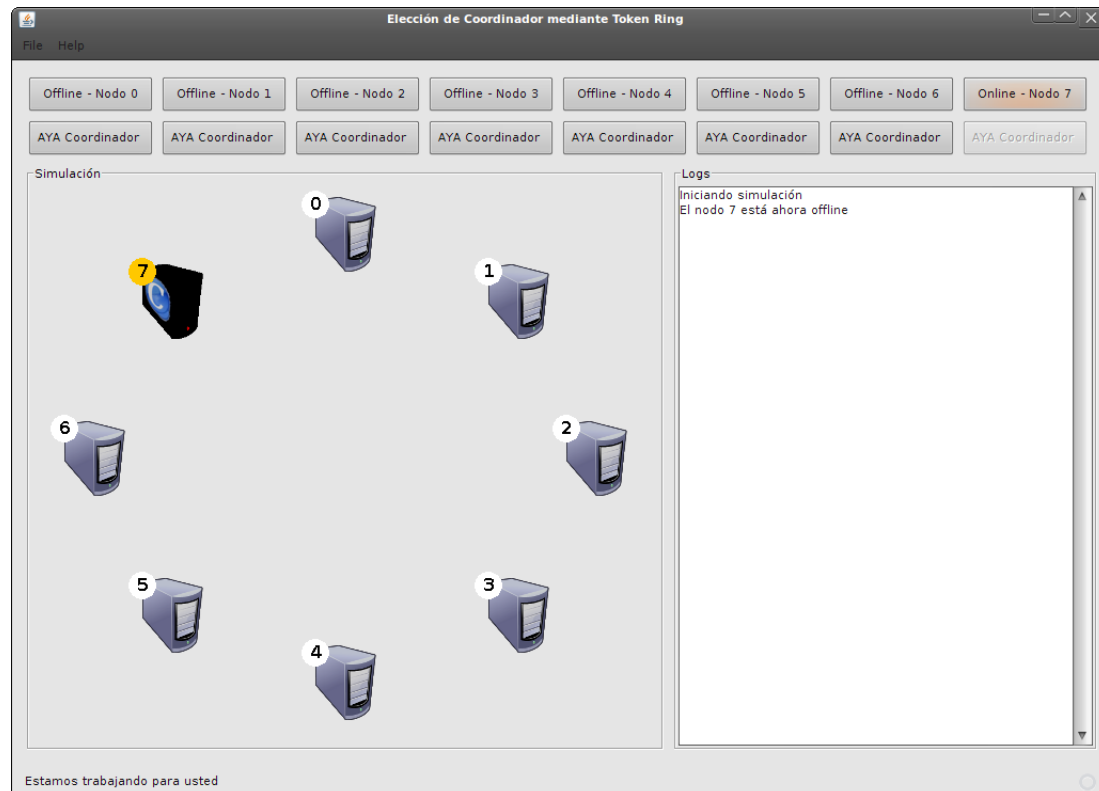 Elección de Coordinador mediante Token Ring
File Help
Offline - Nodo 0 Offline - Nodo 1 Offline - Nodo 2 Offline - Nodo 3 Offline - Nodo 4 Offline - Nodo 5 Offline - Nodo 6 Online - Nodo 7
AYA Coordinador AYA Coordinador AYA Coordinador AYA Coordinador AYA Coordinador AYA Coordinador AYA Coordinador AYA Coordinador
Simulación
0
1
7
6
2
5
3
4
C
Logs
Iniciando simulación
El nodo 7 está ahora offline
Estamos trabajando para usted